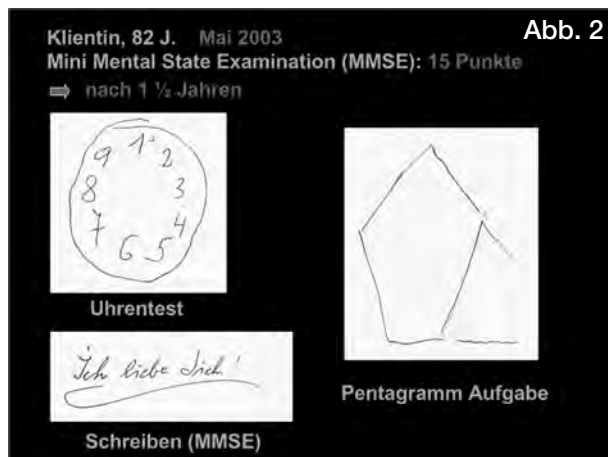 Abb. 2
Klientin, 82 J. Mai 2003
Mini Mental State Examination (MMSE): 15 Punkte
⇨ nach 1 ½ Jahren
1
9 2
8 3
7 4
6 5
Uhrentest
Ich liebe Dich!
Schreiben (MMSE)
Pentagramm Aufgabe